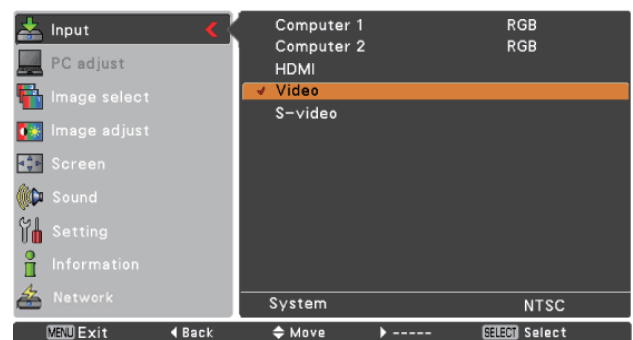 Input
PC adjust
Image select
Image adjust
Screen
Sound
Setting
Information
Network
Computer 1 RGB
Computer 2 RGB
HDMI
Video
S-video
System NTSC
MENU Exit Back Move ----- SELECT Select